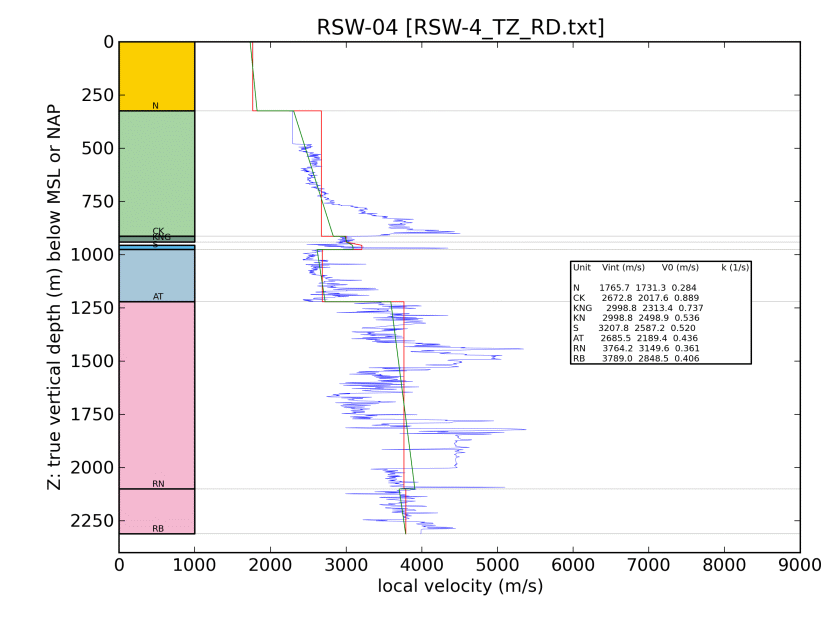 RSW-04 [RSW-4_TZ_RD.txt]
Z: true vertical depth (m) below MSL or NAP
0
250
500
750
1000
1250
1500
1750
2000
2250
N
CK
KNG
S
AT
RN
RB
Unit Vint (m/s) V0 (m/s) k (1/s)
N 1765.7 1731.3 0.284
CK 2672.8 2017.6 0.889
KNG 2998.8 2313.4 0.737
KN 2998.8 2498.9 0.536
S 3207.8 2587.2 0.520
AT 2685.5 2189.4 0.436
RN 3764.2 3149.6 0.361
RB 3789.0 2848.5 0.406
0 1000 2000 3000 4000 5000 6000 7000 8000 9000
local velocity (m/s)